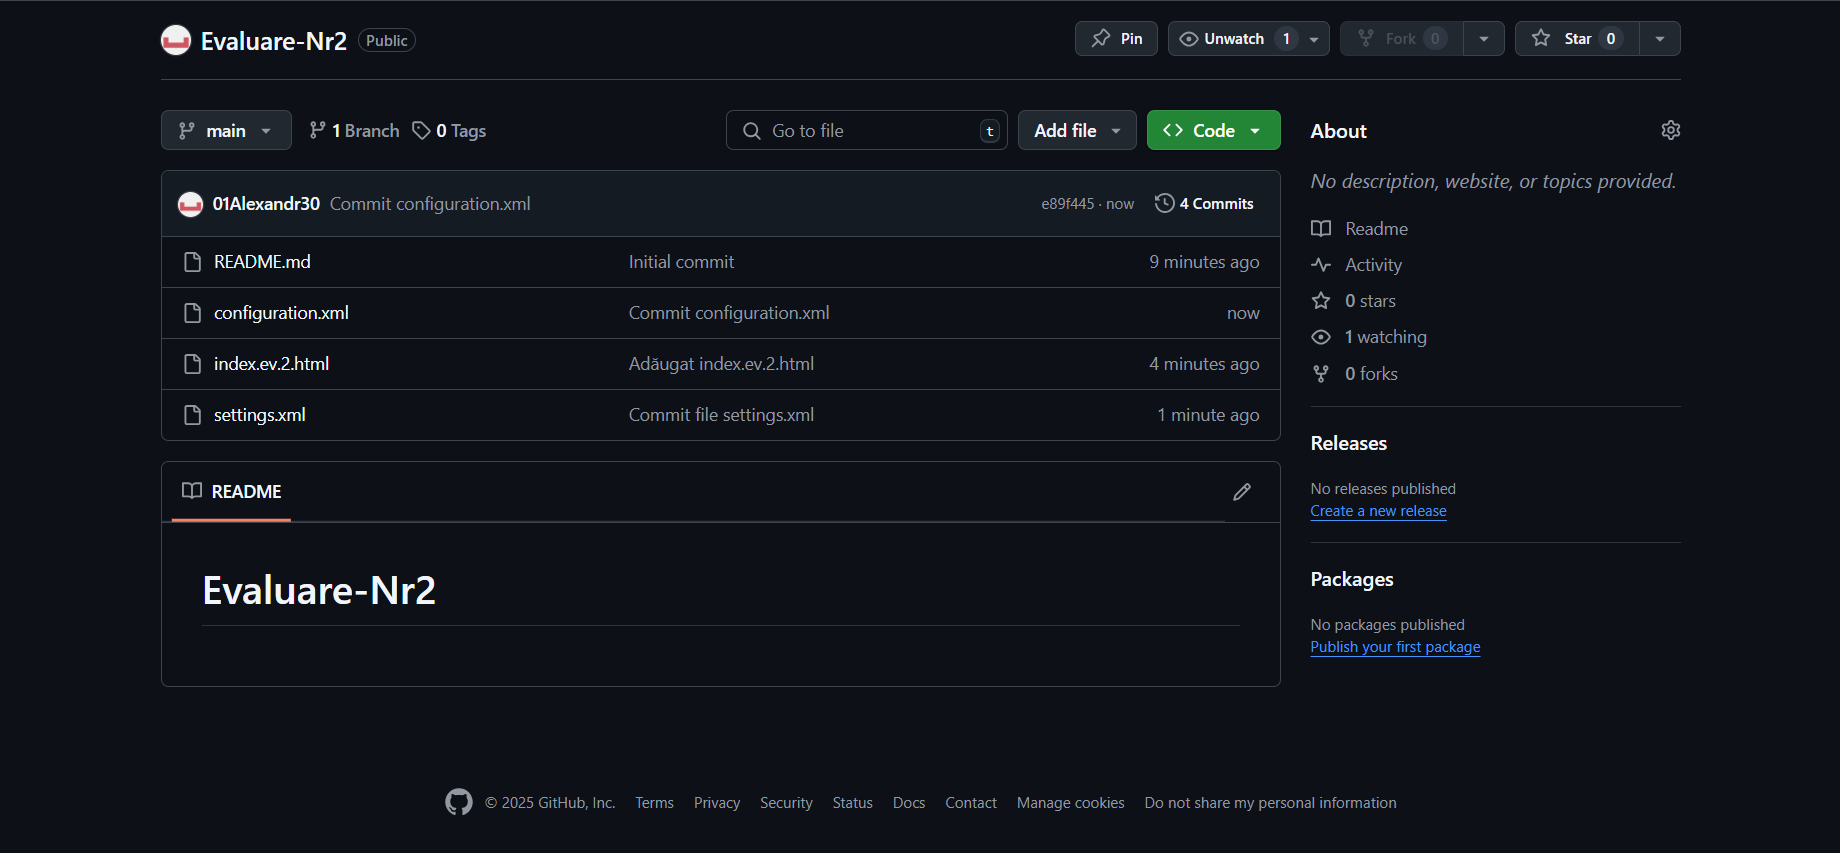 Evaluare-Nr2 Public Pin Unwatch 1 Fork 0 Star 0
main 1 Branch 0 Tags Go to file t Add file Code
01Alexandr30 Commit configuration.xml e89f445 · now 4 Commits
README.md Initial commit 9 minutes ago
configuration.xml Commit configuration.xml now
index.ev.2.html Adăugat index.ev.2.html 4 minutes ago
settings.xml Commit file settings.xml 1 minute ago
README
Evaluare-Nr2
About
No description, website, or topics provided.
Readme
Activity
0 stars
1 watching
0 forks
Releases
No releases published
Create a new release
Packages
No packages published
Publish your first package
© 2025 GitHub, Inc. Terms Privacy Security Status Docs Contact Manage cookies Do not share my personal information